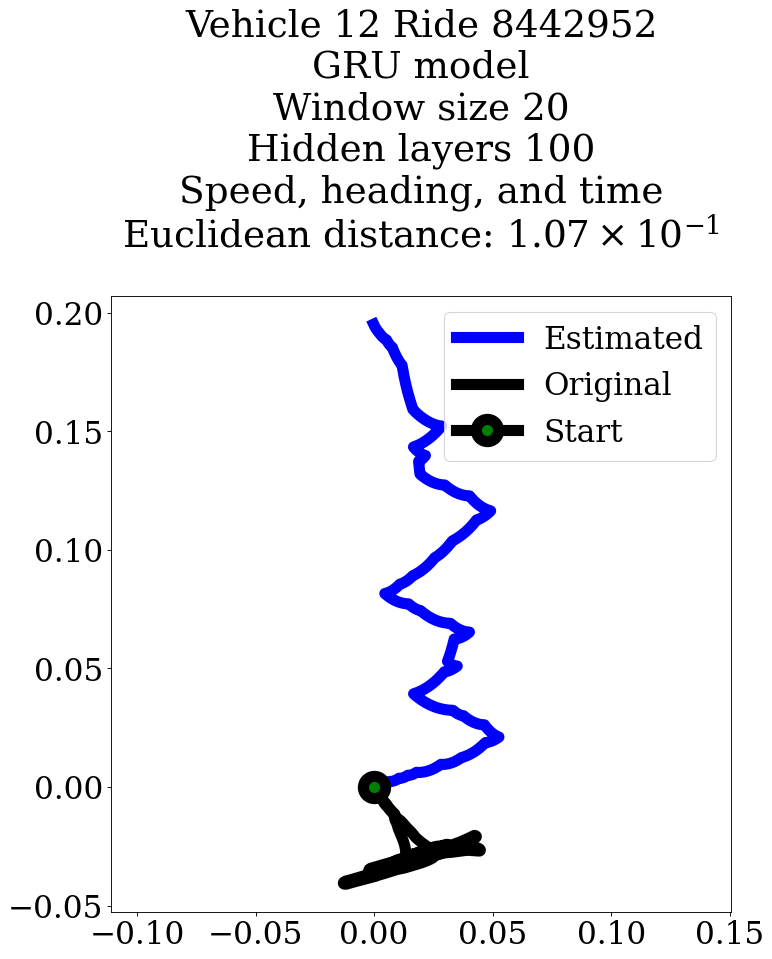 Vehicle 12 Ride 8442952
GRU model
Window size 20
Hidden layers 100
Speed, heading, and time
Euclidean distance: 1.07 × 10⁻¹
Estimated
Original
Start
0.20
0.15
0.10
0.05
0.00
−0.05
−0.10 −0.05 0.00 0.05 0.10 0.15